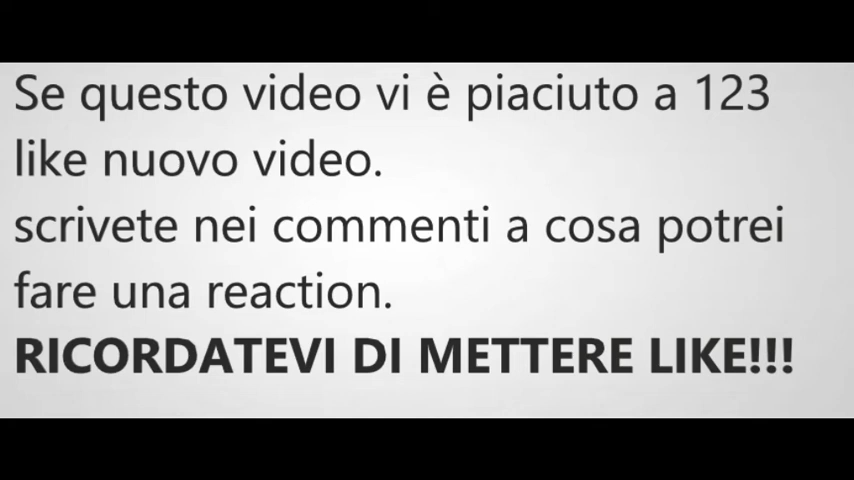 Se questo video vi è piaciuto a 123
like nuovo video.
scrivete nei commenti a cosa potrei
fare una reaction.
RICORDATEVI DI METTERE LIKE!!!